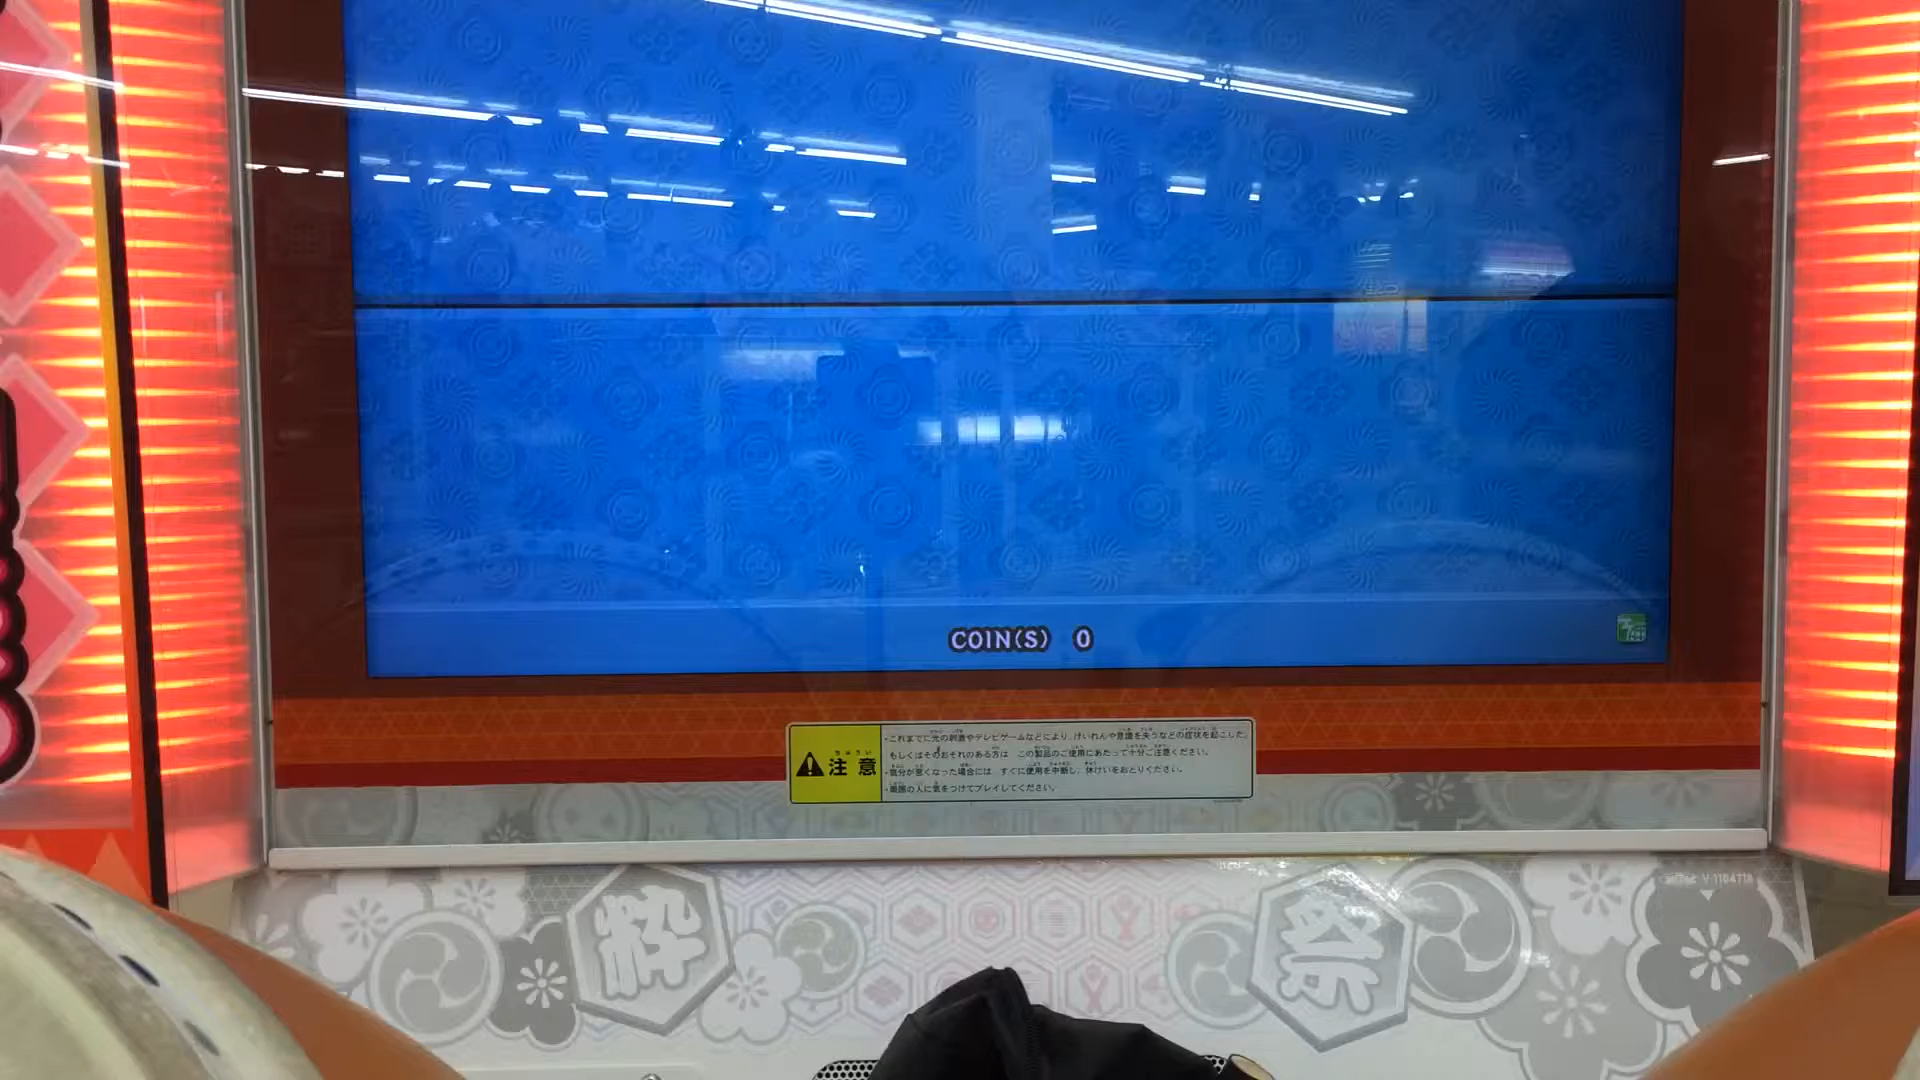 COIN(S) 0
ちゅうい
注意
・これまでに光の刺激やテレビゲームなどにより、けいれんや意識を失うなどの症状を起こした、
もしくはそのおそれのある方は この製品のご使用にあたって十分ご注意ください。
・気分が悪くなった場合には すぐに使用を中断し、休けいをおとりください。
・周囲の人に気をつけてプレイしてください。
粋
祭